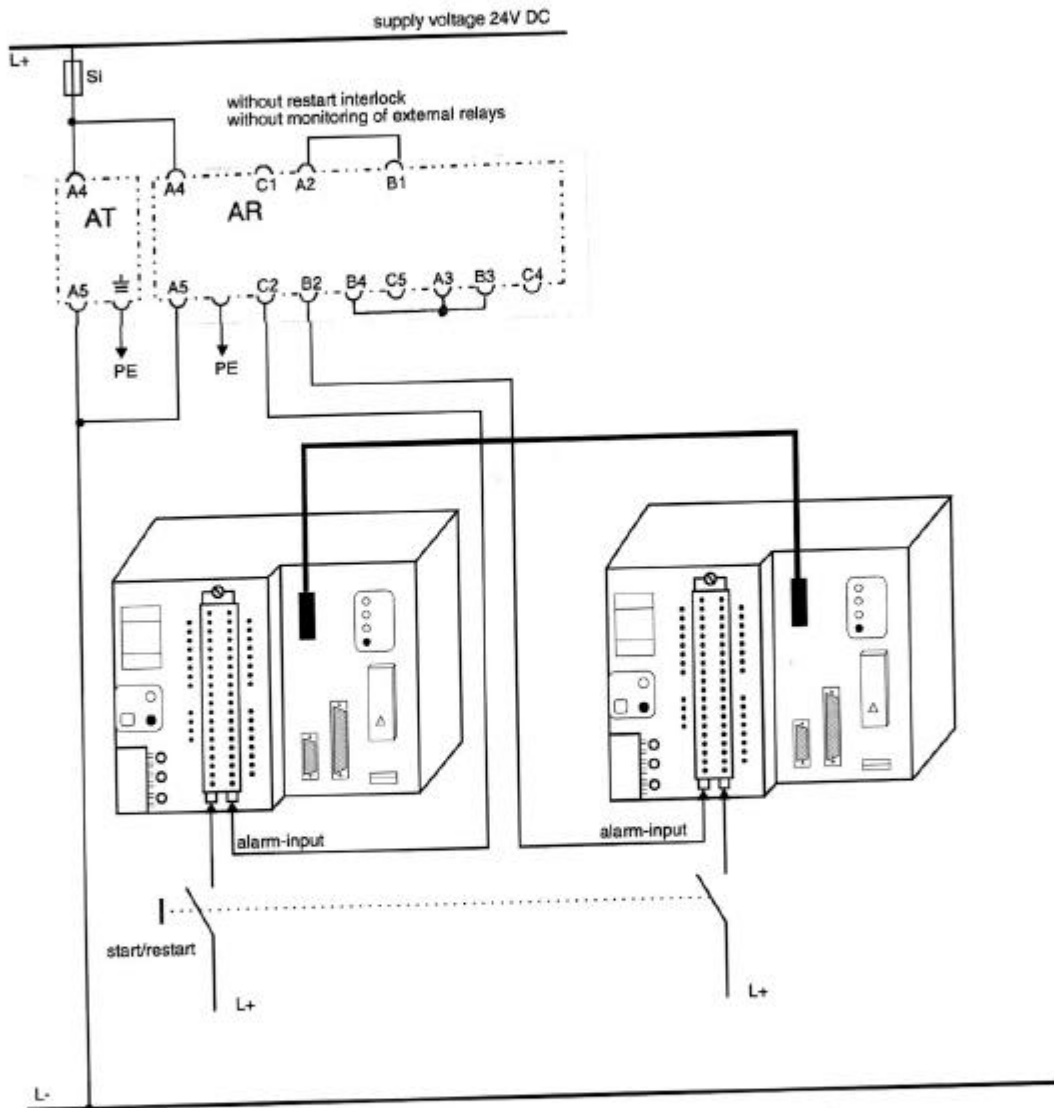 supply voltage 24V DC
L+
Si
without restart interlock
without monitoring of external relays
A4
A4
C1
A2
B1
AT
AR
A5
A5
C2
B2
B4
C5
A3
B3
C4
PE
PE
alarm-input
alarm-input
start/restart
L+
L+
L-